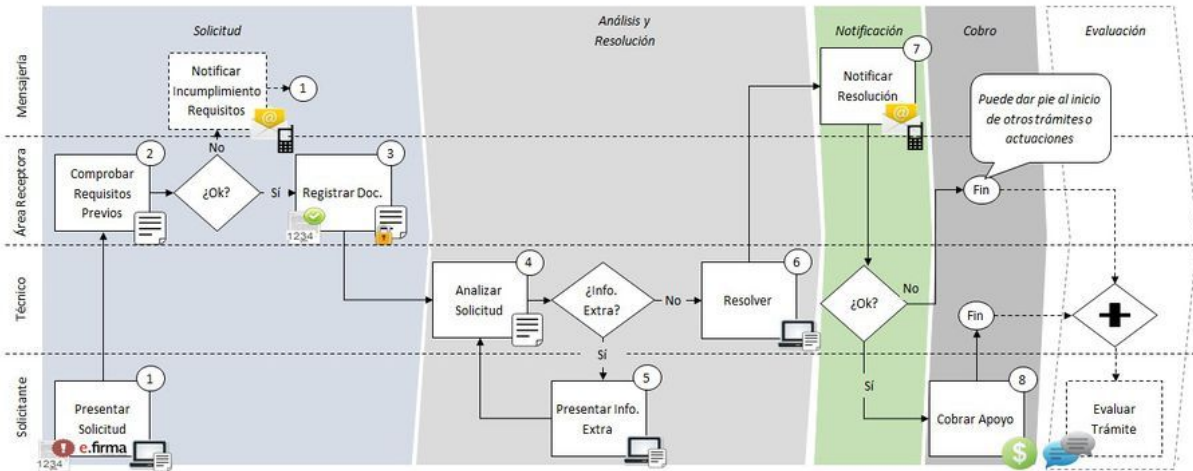 Solicitud
Análisis y
Resolución
Notificación
Cobro
Evaluación
Mensajería
Notificar
Incumplimiento
Requisitos
1
7
Notificar
Resolución
Puede dar pie al inicio
de otros trámites o
actuaciones
Área Receptora
2
Comprobar
Requisitos
Previos
No
¿Ok?
Sí
3
Registrar Doc.
1234
Fin
Técnico
4
Analizar
Solicitud
¿Info.
Extra?
No
Sí
6
Resolver
¿Ok?
No
Sí
Fin
Solicitante
1
Presentar
Solicitud
1234
e.firma
5
Presentar Info.
Extra
8
Cobrar Apoyo
$
Evaluar
Trámite